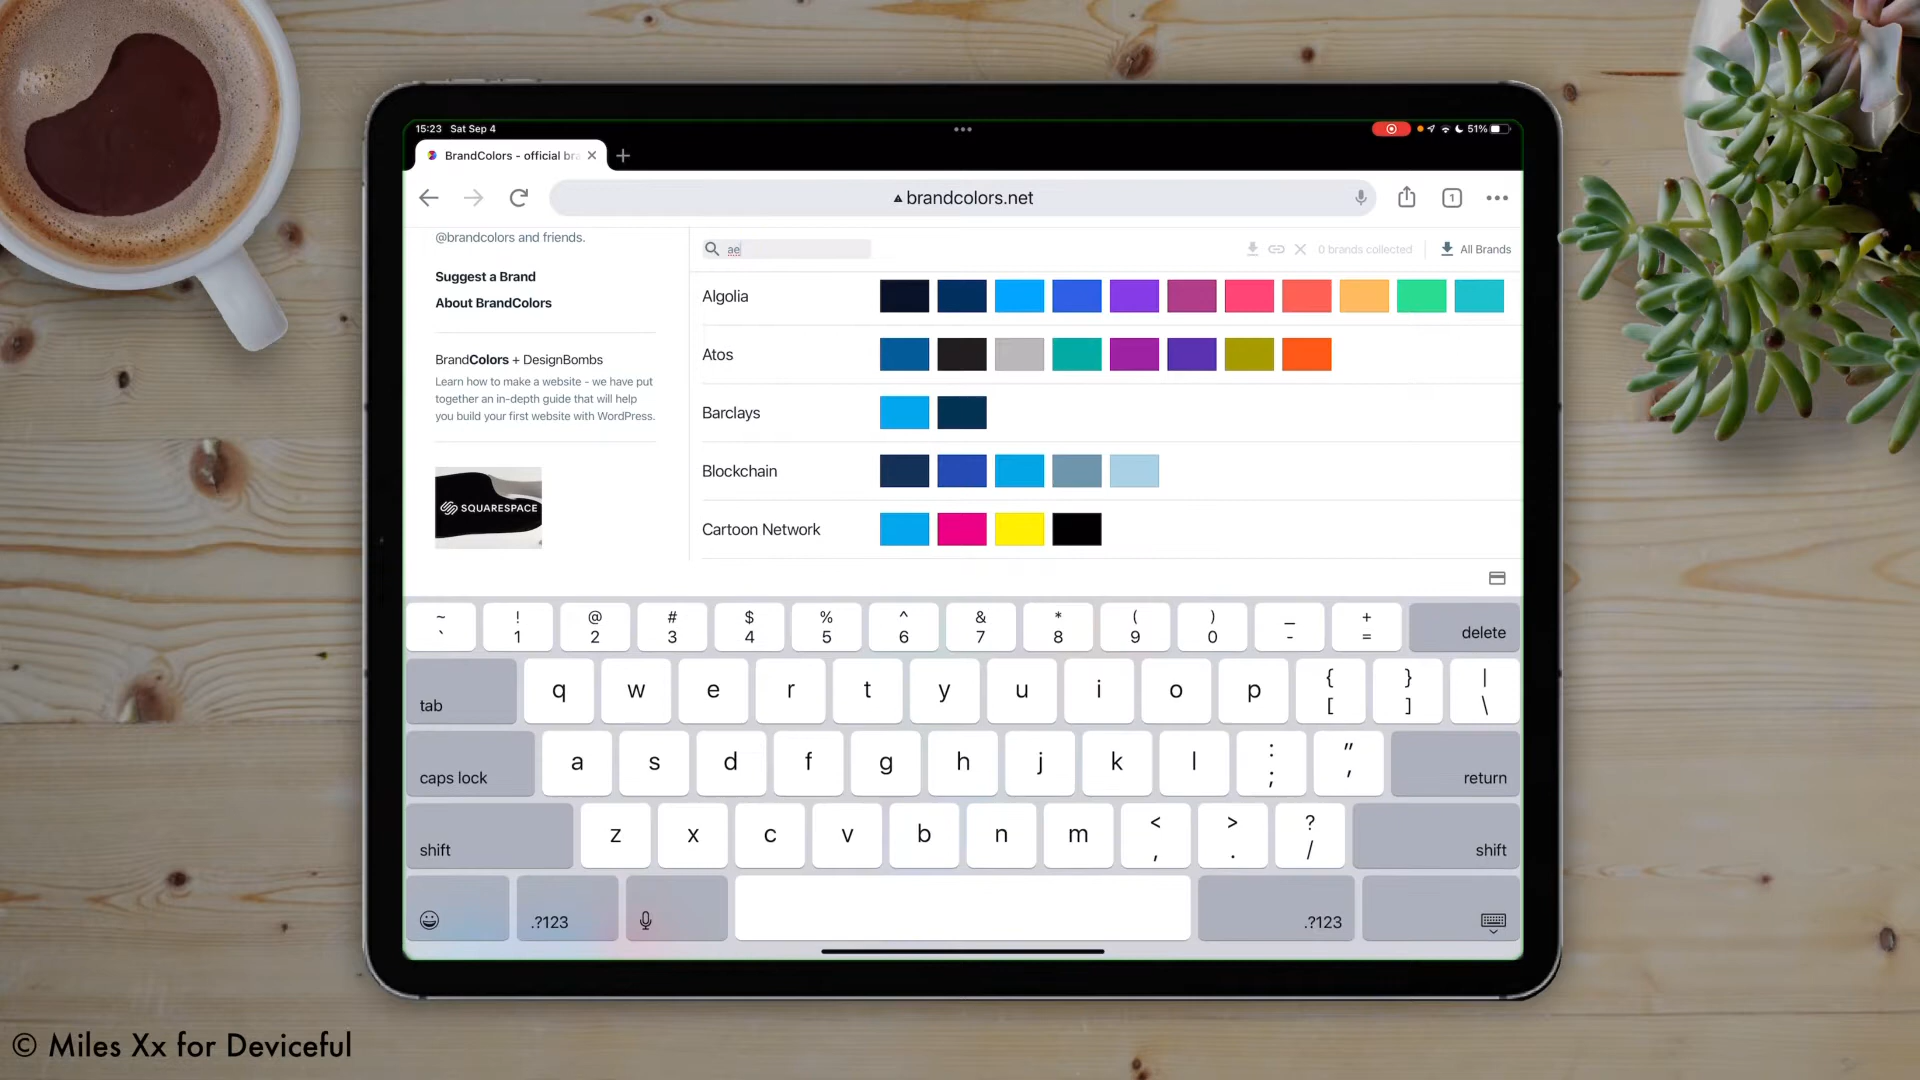 15:23 Sat Sep 4
51%
BrandColors - official bra
1
brandcolors.net
@brandcolors and friends.
Suggest a Brand
About BrandColors
BrandColors + DesignBombs
Learn how to make a website - we have put
together an in-depth guide that will help
you build your first website with WordPress.
SQUARESPACE
ae
0 brands collected
All Brands
Algolia
Atos
Barclays
Blockchain
Cartoon Network
~ ! @ # $ % ^ & * ( ) _ +
` 1 2 3 4 5 6 7 8 9 0 - = delete
tab q w e r t y u i o p { [ } ] | \
caps lock a s d f g h j k l : ; " ' return
shift z x c v b n m < , > . ? / shift
.?123 .?123
© Miles Xx for Deviceful